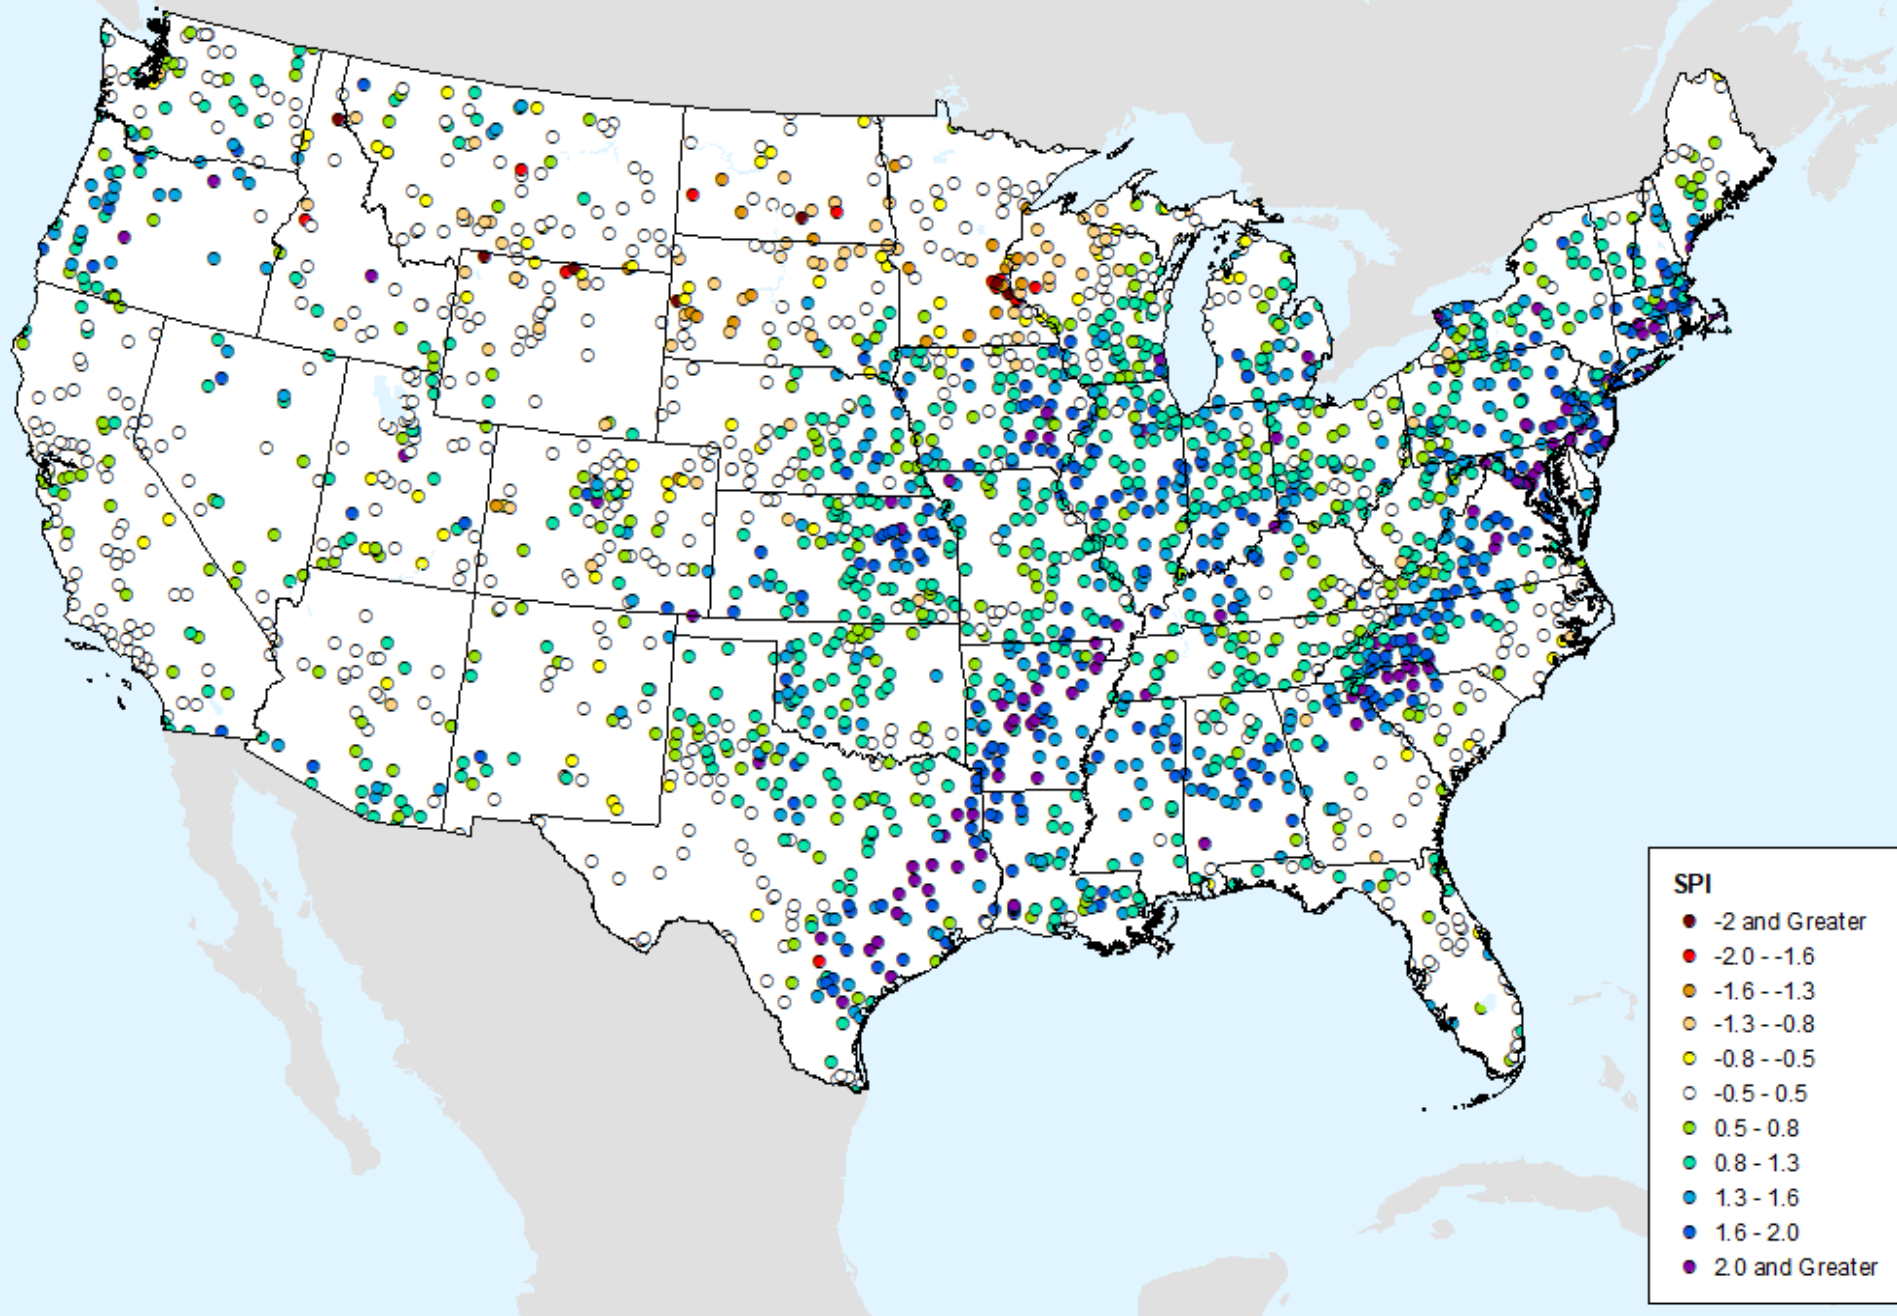 SPI
-2 and Greater
-2.0 - -1.6
-1.6 - -1.3
-1.3 - -0.8
-0.8 - -0.5
-0.5 - 0.5
0.5 - 0.8
0.8 - 1.3
1.3 - 1.6
1.6 - 2.0
2.0 and Greater